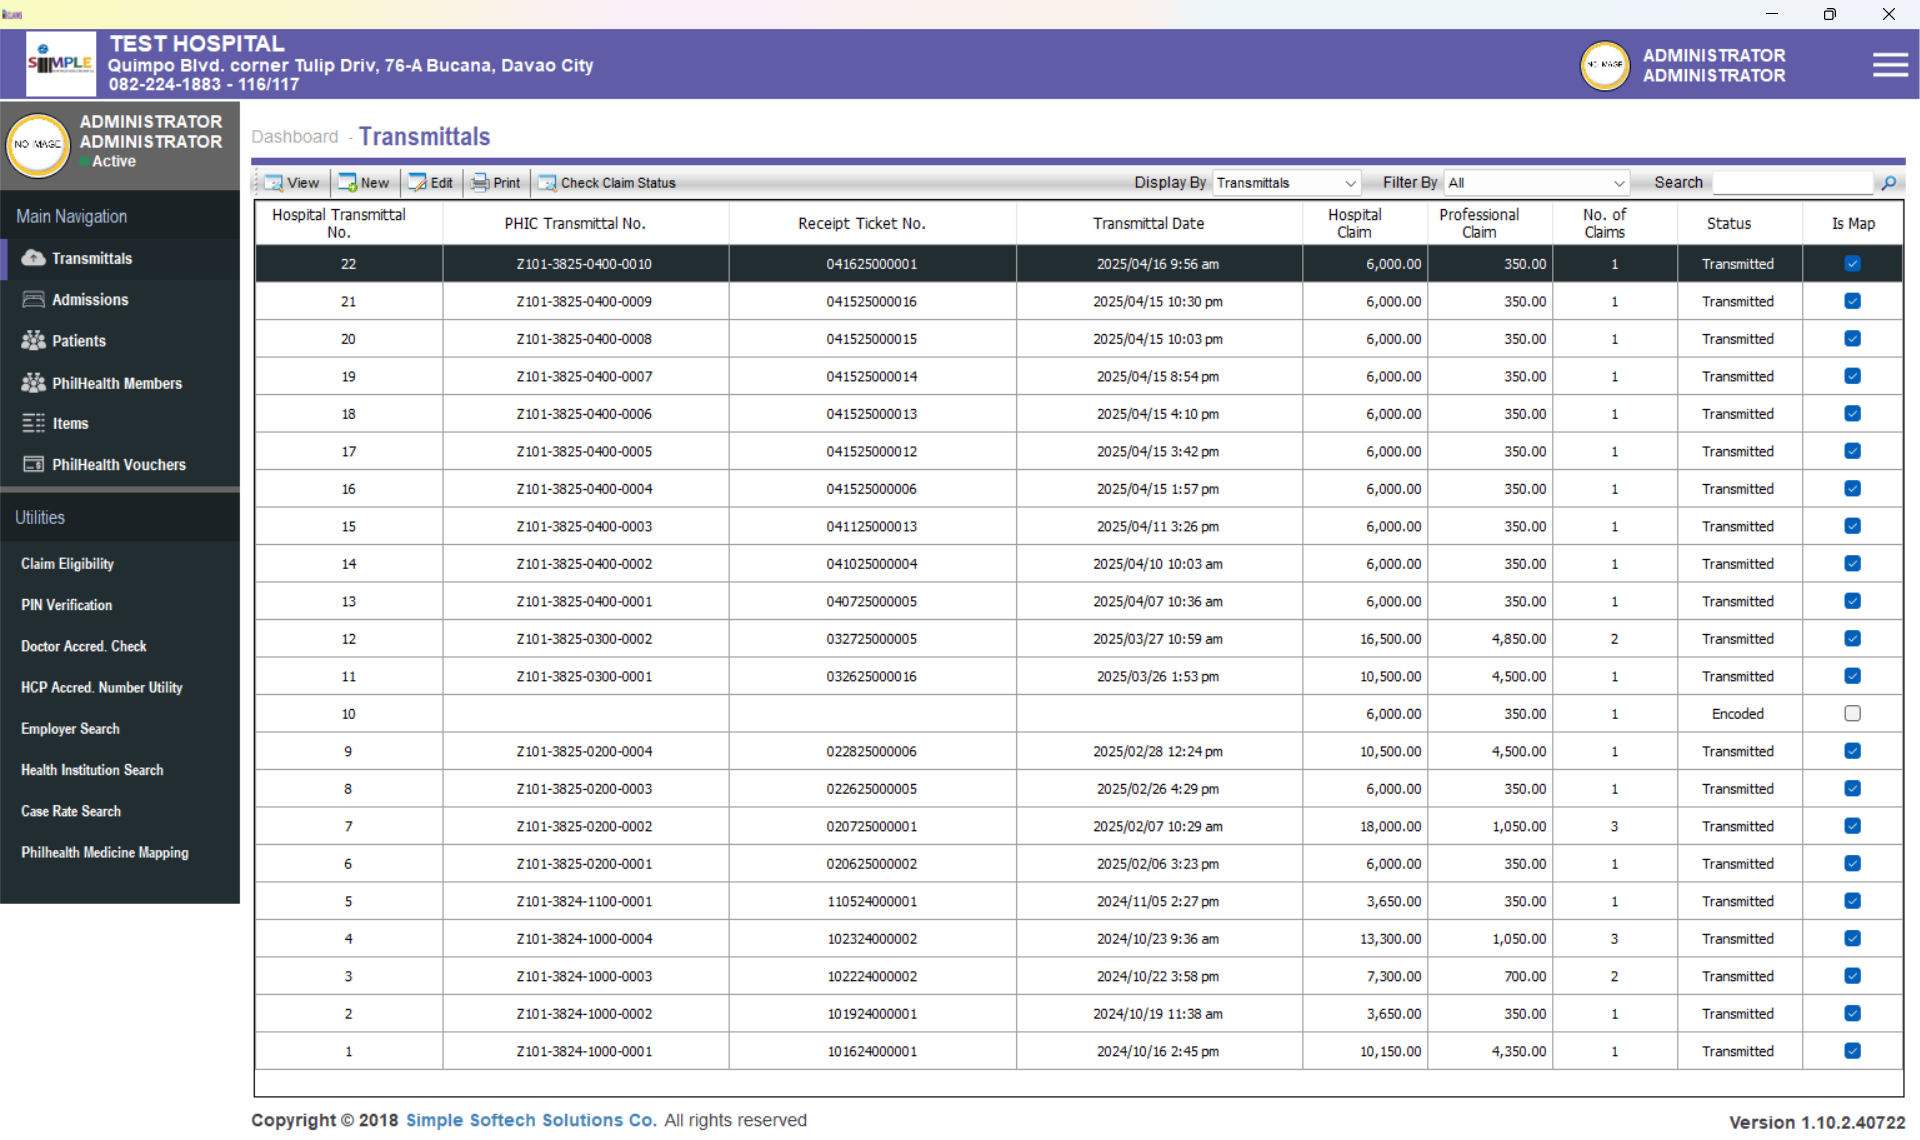 TEST HOSPITAL
Quimpo Blvd. corner Tulip Driv, 76-A Bucana, Davao City
082-224-1883 - 116/117
SIIMPLE
NO IMAGE
ADMINISTRATOR
ADMINISTRATOR
NO IMAGE
ADMINISTRATOR
ADMINISTRATOR
Active
Main Navigation
Transmittals
Admissions
Patients
PhilHealth Members
Items
PhilHealth Vouchers
Utilities
Claim Eligibility
PIN Verification
Doctor Accred. Check
HCP Accred. Number Utility
Employer Search
Health Institution Search
Case Rate Search
Philhealth Medicine Mapping
Dashboard - Transmittals
View New Edit Print Check Claim Status Display By Transmittals Filter By All Search
Hospital Transmittal No. PHIC Transmittal No. Receipt Ticket No. Transmittal Date Hospital Claim Professional Claim No. of Claims Status Is Map
22 Z101-3825-0400-0010 041625000001 2025/04/16 9:56 am 6,000.00 350.00 1 Transmitted
21 Z101-3825-0400-0009 041525000016 2025/04/15 10:30 pm 6,000.00 350.00 1 Transmitted
20 Z101-3825-0400-0008 041525000015 2025/04/15 10:03 pm 6,000.00 350.00 1 Transmitted
19 Z101-3825-0400-0007 041525000014 2025/04/15 8:54 pm 6,000.00 350.00 1 Transmitted
18 Z101-3825-0400-0006 041525000013 2025/04/15 4:10 pm 6,000.00 350.00 1 Transmitted
17 Z101-3825-0400-0005 041525000012 2025/04/15 3:42 pm 6,000.00 350.00 1 Transmitted
16 Z101-3825-0400-0004 041525000006 2025/04/15 1:57 pm 6,000.00 350.00 1 Transmitted
15 Z101-3825-0400-0003 041125000013 2025/04/11 3:26 pm 6,000.00 350.00 1 Transmitted
14 Z101-3825-0400-0002 041025000004 2025/04/10 10:03 am 6,000.00 350.00 1 Transmitted
13 Z101-3825-0400-0001 040725000005 2025/04/07 10:36 am 6,000.00 350.00 1 Transmitted
12 Z101-3825-0300-0002 032725000005 2025/03/27 10:59 am 16,500.00 4,850.00 2 Transmitted
11 Z101-3825-0300-0001 032625000016 2025/03/26 1:53 pm 10,500.00 4,500.00 1 Transmitted
10 6,000.00 350.00 1 Encoded
9 Z101-3825-0200-0004 022825000006 2025/02/28 12:24 pm 10,500.00 4,500.00 1 Transmitted
8 Z101-3825-0200-0003 022625000005 2025/02/26 4:29 pm 6,000.00 350.00 1 Transmitted
7 Z101-3825-0200-0002 020725000001 2025/02/07 10:29 am 18,000.00 1,050.00 3 Transmitted
6 Z101-3825-0200-0001 020625000002 2025/02/06 3:23 pm 6,000.00 350.00 1 Transmitted
5 Z101-3824-1100-0001 110524000001 2024/11/05 2:27 pm 3,650.00 350.00 1 Transmitted
4 Z101-3824-1000-0004 102324000002 2024/10/23 9:36 am 13,300.00 1,050.00 3 Transmitted
3 Z101-3824-1000-0003 102224000002 2024/10/22 3:58 pm 7,300.00 700.00 2 Transmitted
2 Z101-3824-1000-0002 101924000001 2024/10/19 11:38 am 3,650.00 350.00 1 Transmitted
1 Z101-3824-1000-0001 101624000001 2024/10/16 2:45 pm 10,150.00 4,350.00 1 Transmitted
Copyright © 2018 Simple Softech Solutions Co. All rights reserved
Version 1.10.2.40722